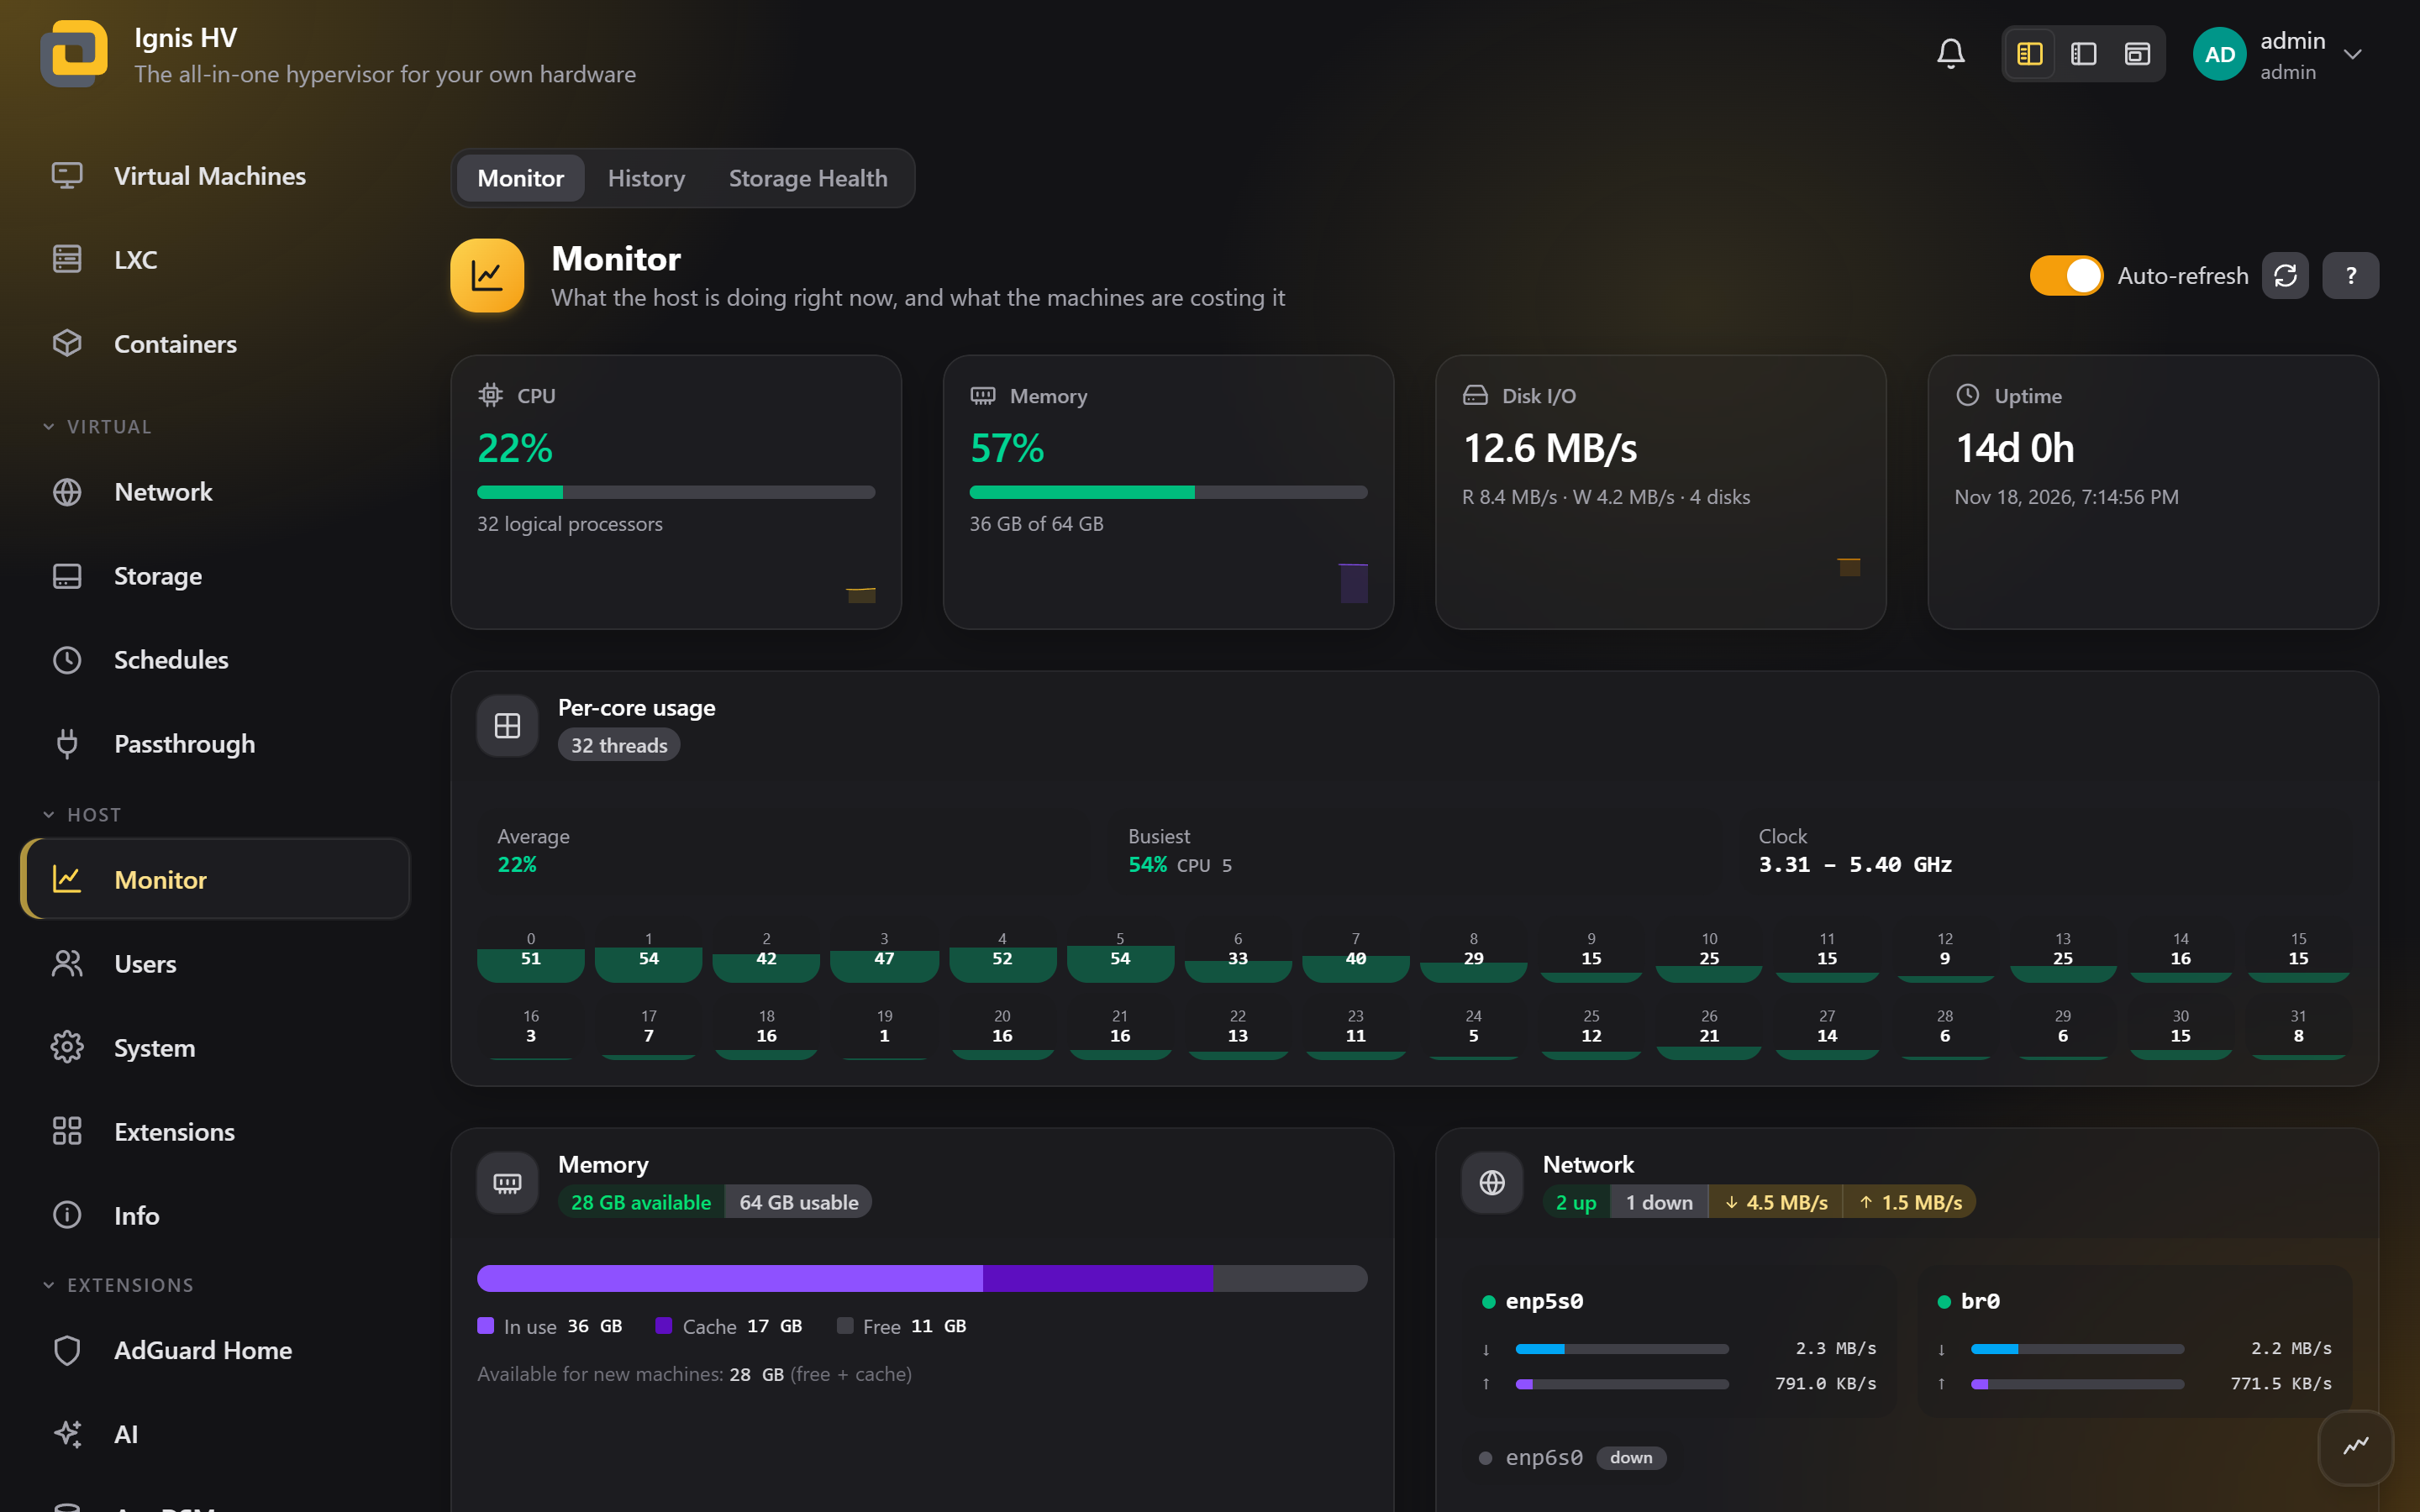 Ignis HV
The all-in-one hypervisor for your own hardware
AD
admin
admin
Virtual Machines
LXC
Containers
VIRTUAL
Network
Storage
Schedules
Passthrough
HOST
Monitor
Users
System
Extensions
Info
EXTENSIONS
AdGuard Home
AI
Monitor History Storage Health
Monitor
What the host is doing right now, and what the machines are costing it
Auto-refresh ?
CPU
22%
32 logical processors
Memory
57%
36 GB of 64 GB
Disk I/O
12.6 MB/s
R 8.4 MB/s · W 4.2 MB/s · 4 disks
Uptime
14d 0h
Nov 18, 2026, 7:14:56 PM
Per-core usage
32 threads
Average
22%
Busiest
54% CPU 5
Clock
3.31 – 5.40 GHz
0 1 2 3 4 5 6 7 8 9 10 11 12 13 14 15
51 54 42 47 52 54 33 40 29 15 25 15 9 25 16 15
16 17 18 19 20 21 22 23 24 25 26 27 28 29 30 31
3 7 16 1 16 16 13 11 5 12 21 14 6 6 15 8
Memory
28 GB available 64 GB usable
In use 36 GB Cache 17 GB Free 11 GB
Available for new machines: 28 GB (free + cache)
Network
2 up 1 down ↓ 4.5 MB/s ↑ 1.5 MB/s
enp5s0
↓ 2.3 MB/s
↑ 791.0 KB/s
br0
↓ 2.2 MB/s
↑ 771.5 KB/s
enp6s0 down